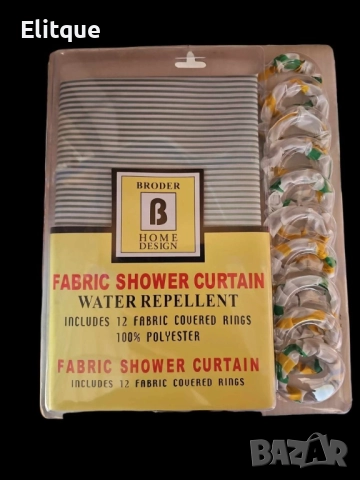 Elitque
BRODER
B
HOME
DESIGN
FABRIC SHOWER CURTAIN
WATER REPELLENT
INCLUDES 12 FABRIC COVERED RINGS
100% POLYESTER
FABRIC SHOWER CURTAIN
INCLUDES 12 FABRIC COVERED RINGS
BAZAR